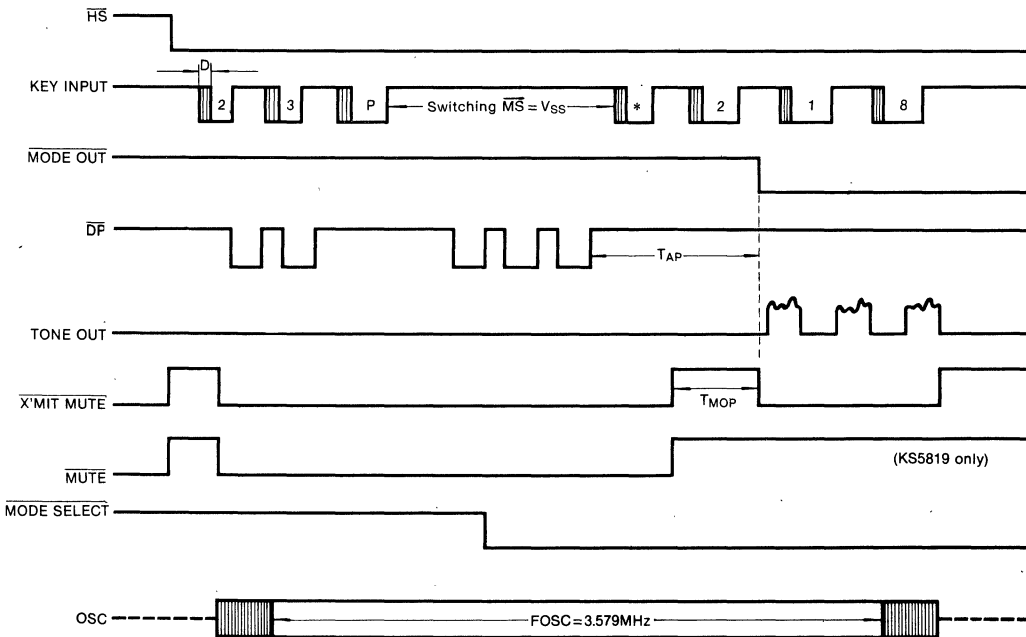 HS
D
KEY INPUT
2 3 P Switching MS = VSS * 2 1 8
MODE OUT
DP
TAP
TONE OUT
X'MIT MUTE
TMOP
MUTE
(KS5819 only)
MODE SELECT
OSC
FOSC=3.579MHz